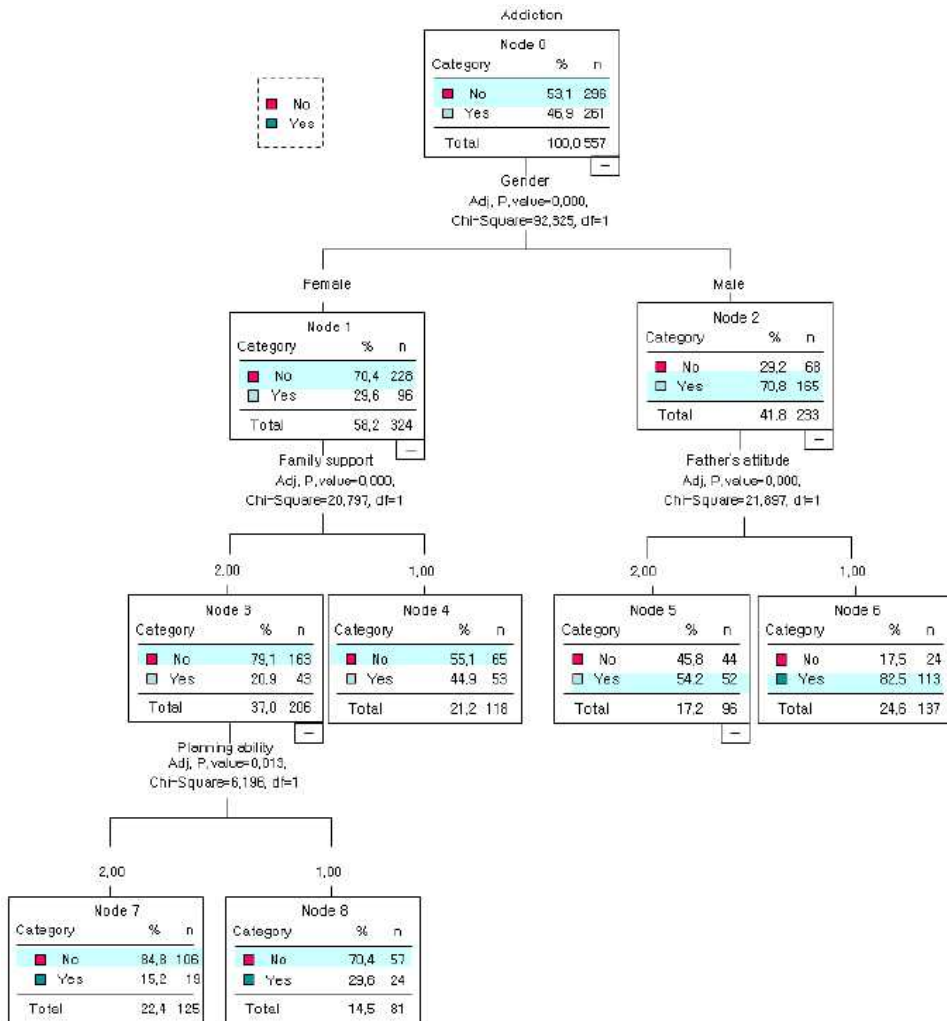 Addiction
Node 0
Category % n
No 53,1 296
Yes 46,9 261
Total 100,0 557
No
Yes
Gender
Adj, P,value=0,000,
Chi-Square=92,325, df=1
Female
Male
Node 1
Category % n
No 70,4 228
Yes 29,6 96
Total 58,2 324
Node 2
Category % n
No 29,2 68
Yes 70,8 165
Total 41,8 233
Family support
Adj, P,value=0,000,
Chi-Square=20,797, df=1
Father's attitude
Adj, P,value=0,000,
Chi-Square=21,897, df=1
2,00
1,00
2,00
1,00
Node 3
Category % n
No 79,1 163
Yes 20,9 43
Total 37,0 206
Node 4
Category % n
No 55,1 65
Yes 44,9 53
Total 21,2 118
Node 5
Category % n
No 45,8 44
Yes 54,2 52
Total 17,2 96
Node 6
Category % n
No 17,5 24
Yes 82,5 113
Total 24,6 137
Planning ability
Adj, P,value=0,013,
Chi-Square=6,196, df=1
2,00
1,00
Node 7
Category % n
No 84,8 106
Yes 15,2 19
Total 22,4 125
Node 8
Category % n
No 70,4 57
Yes 29,6 24
Total 14,5 81